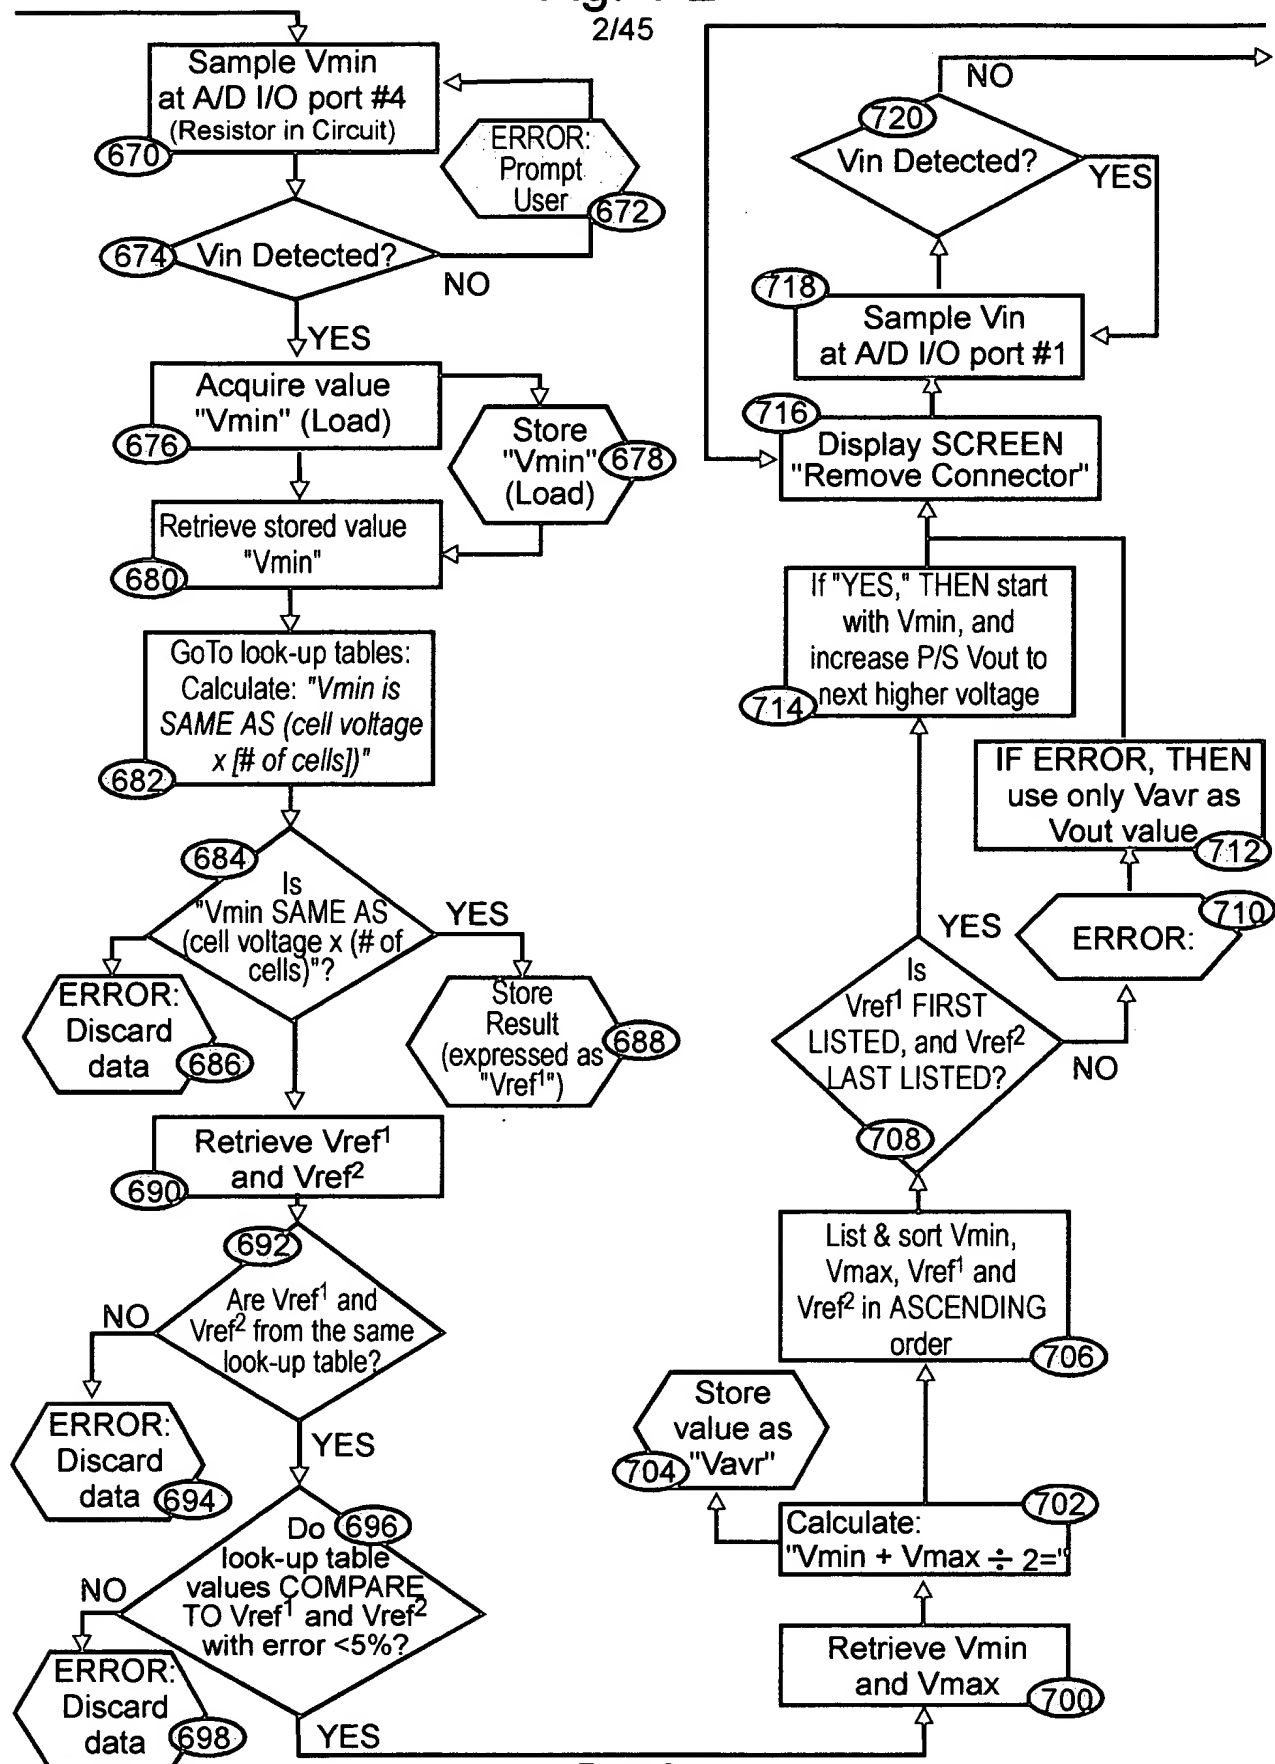 2/45
Sample Vmin
at A/D I/O port #4
(Resistor in Circuit)
670
ERROR:
Prompt
User
672
674
Vin Detected?
NO
YES
Acquire value
"Vmin" (Load)
676
Store
"Vmin"
(Load)
678
Retrieve stored value
"Vmin"
680
GoTo look-up tables:
Calculate: "Vmin is
SAME AS (cell voltage
x [# of cells])"
682
684
Is
"Vmin SAME AS
(cell voltage x (# of
cells)"?
YES
ERROR:
Discard
data
686
Store
Result
(expressed as
"Vref¹")
688
Retrieve Vref¹
and Vref²
690
692
Are Vref¹ and
Vref² from the same
look-up table?
NO
ERROR:
Discard
data
694
YES
Do
696
look-up table
values COMPARE
TO Vref¹ and Vref²
with error <5%?
NO
ERROR:
Discard
data
698
YES
NO
720
Vin Detected?
YES
718
Sample Vin
at A/D I/O port #1
716
Display SCREEN
"Remove Connector"
If "YES," THEN start
with Vmin, and
increase P/S Vout to
next higher voltage
714
IF ERROR, THEN
use only Vavr as
Vout value
712
710
ERROR:
YES
Is
Vref¹ FIRST
LISTED, and Vref²
LAST LISTED?
NO
708
List & sort Vmin,
Vmax, Vref¹ and
Vref² in ASCENDING
order
706
Store
value as
"Vavr"
704
702
Calculate:
"Vmin + Vmax ÷ 2="
Retrieve Vmin
and Vmax
700